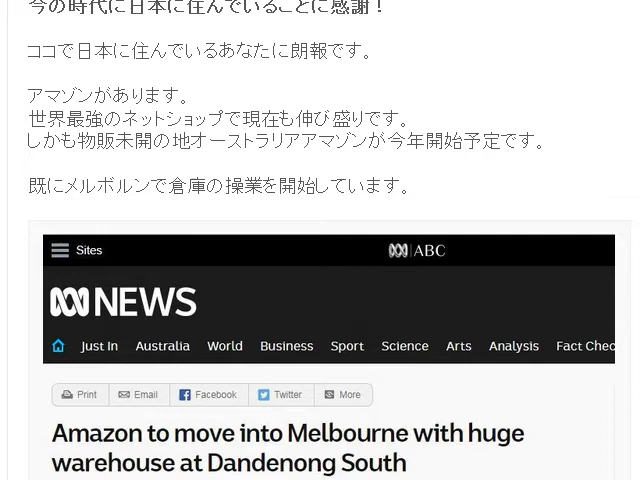 今の時代に日本に住んでいることに感謝！
ココで日本に住んでいるあなたに朗報です。
アマゾンがあります。
世界最強のネットショップで現在も伸び盛りです。
しかも物販未開の地オーストラリアアマゾンが今年開始予定です。
既にメルボルンで倉庫の操業を開始しています。
Sites ABC
NEWS
Just In Australia World Business Sport Science Arts Analysis Fact Chec
Print Email Facebook Twitter More
Amazon to move into Melbourne with huge
warehouse at Dandenong South